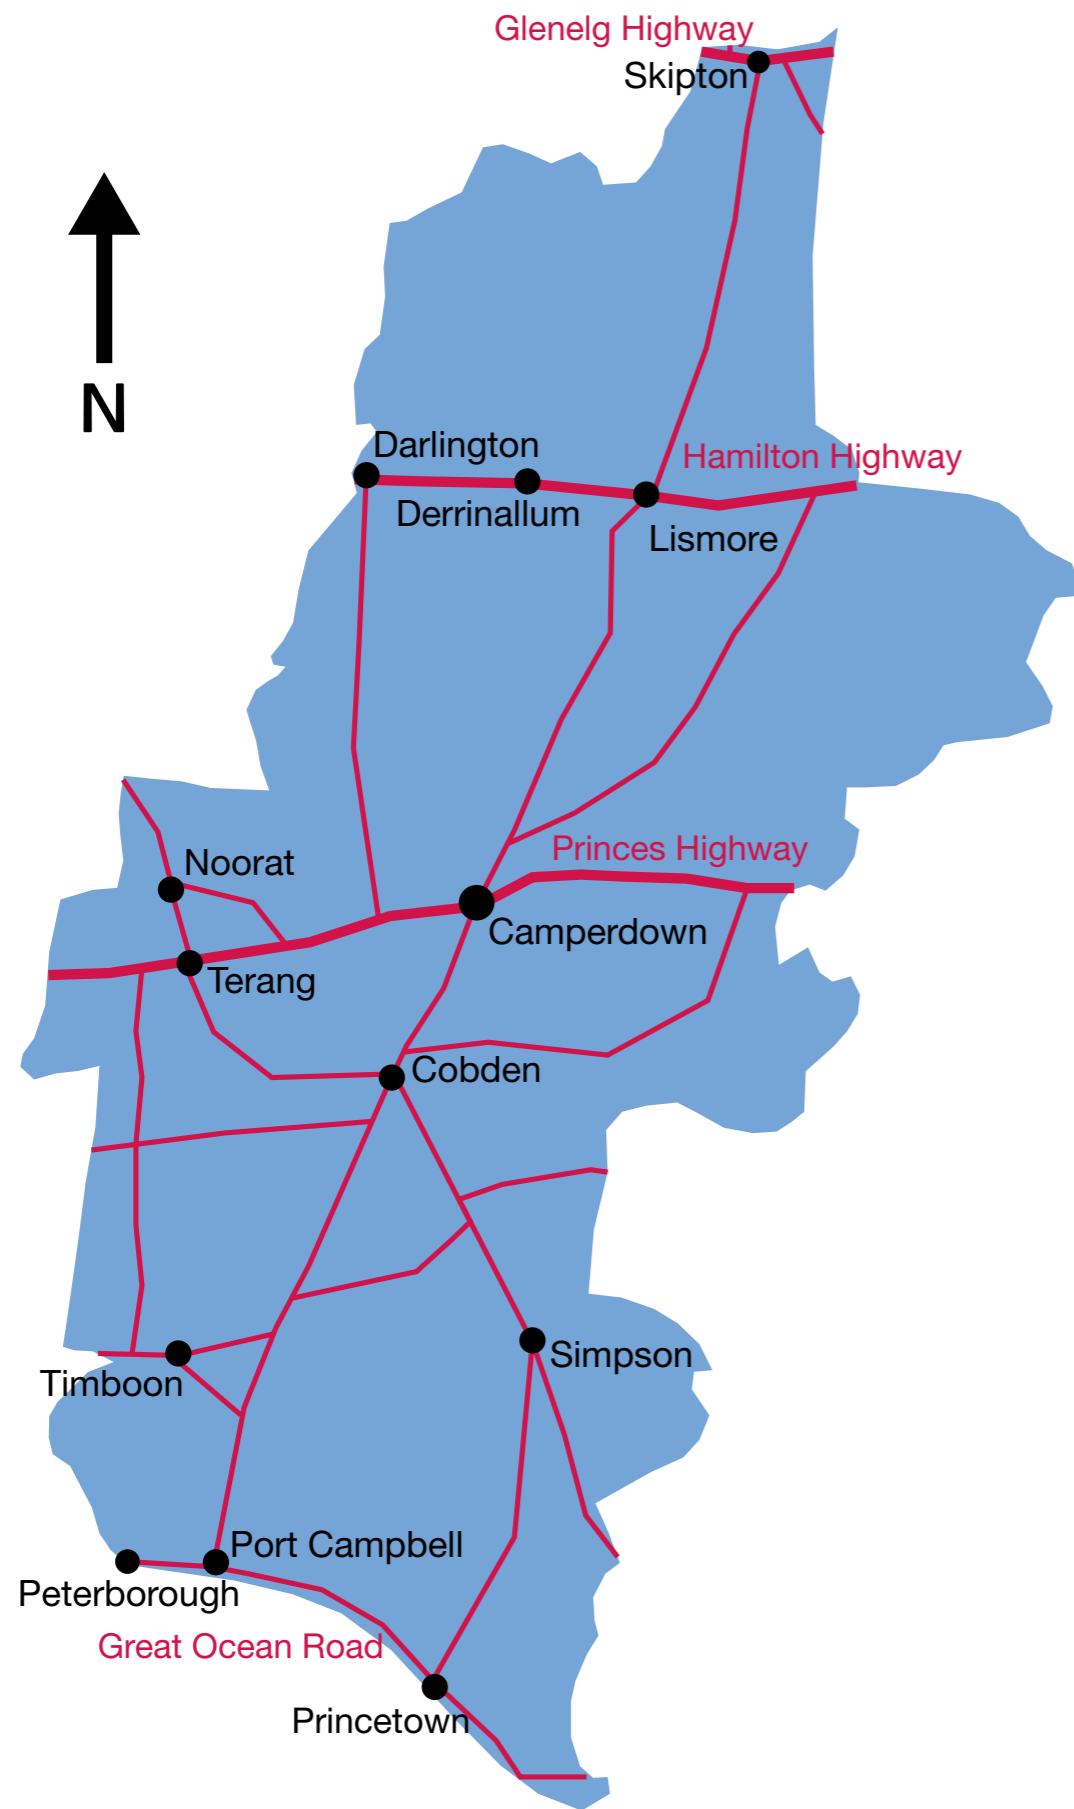 Glenelg Highway
Skipton
N
Darlington
Hamilton Highway
Derrinallum
Lismore
Princes Highway
Noorat
Camperdown
Terang
Cobden
Simpson
Timboon
Port Campbell
Peterborough
Great Ocean Road
Princetown